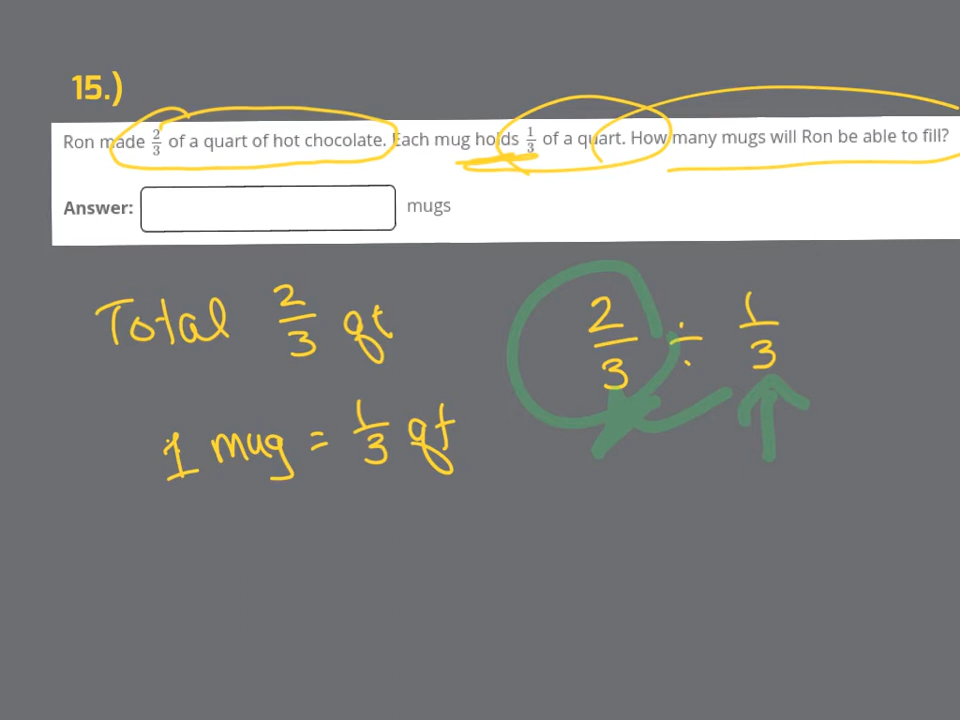 15.)
Ron made 2/3 of a quart of hot chocolate. Each mug holds 1/3 of a quart. How many mugs will Ron be able to fill?
Answer: mugs
Total 2/3 qt
2/3 ÷ 1/3
1 mug = 1/3 qt